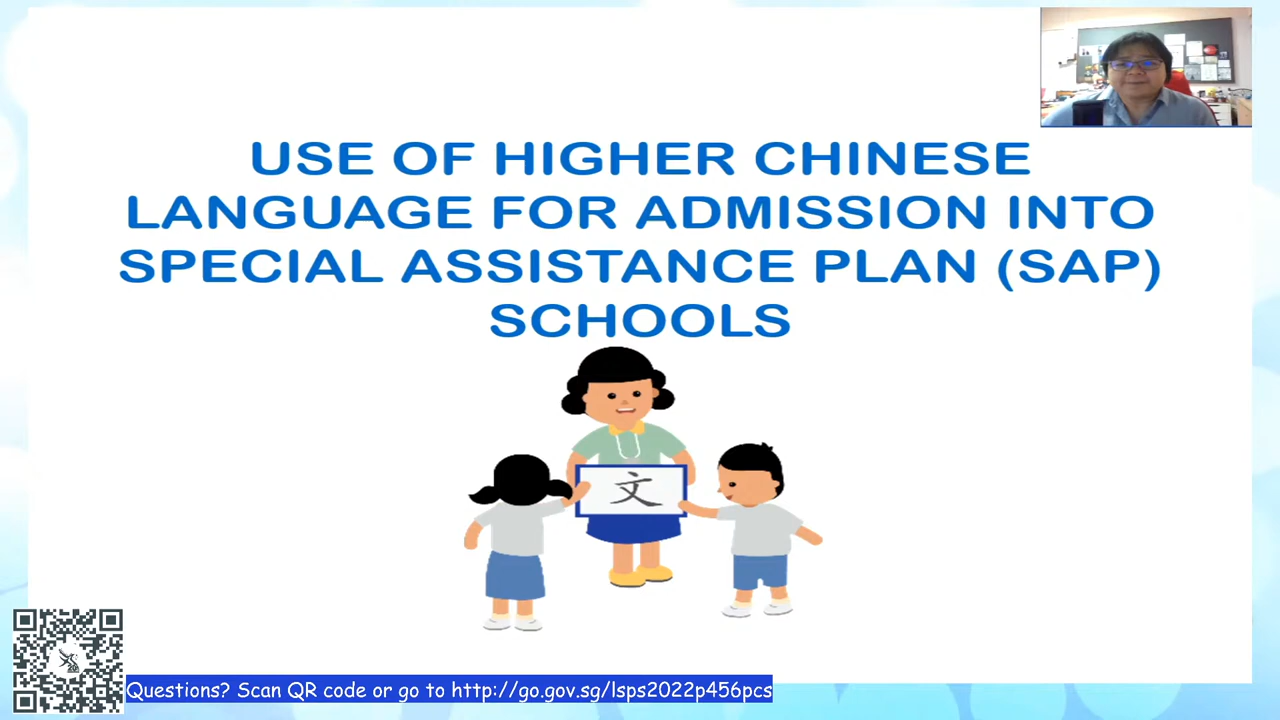 USE OF HIGHER CHINESE
LANGUAGE FOR ADMISSION INTO
SPECIAL ASSISTANCE PLAN (SAP)
SCHOOLS
文
Questions? Scan QR code or go to http://go.gov.sg/lsps2022p456pcs